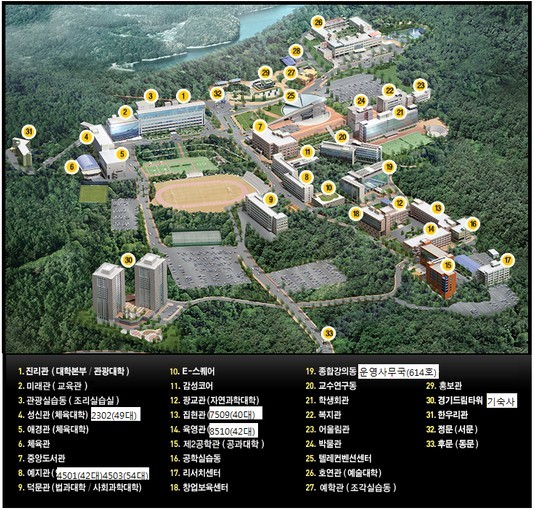 26
28
29
27
25
32
3
1
2
24
22
23
21
31
4
7
20
6
5
11
19
8
10
12
9
18
13
16
14
30
15
17
33
1. 진리관 ( 대학본부 / 관광대학)
2. 미래관 ( 교육관 )
3. 관광실습동 ( 조리실습실 )
4. 성신관 (체육대학) 2302(49대)
5. 애경관 (체육대학)
6. 체육관
7. 중앙도서관
8. 예지관( 4501(42대)4503(54대)
9. 덕문관 (법과대학 / 사회과학대학)
10. E-스퀘어
11. 감성코어
12. 광교관 (자연과학대학)
13. 집현관 (7509(40대)
14. 육영관 (8510(42대)
15. 제2공학관 ( 공과대학 )
16. 공학실습동
17. 리서치센터
18. 창업보육센터
19. 종합강의동 운영사무국(614호)
20. 교수연구동
21. 학생회관
22. 복지관
23. 어울림관
24. 박물관
25. 텔레컨벤션센터
26. 호연관 ( 예술대학 )
27. 예학관 ( 조각실습동 )
29. 홍보관
30. 경기드림타워 기숙사
31. 한우리관
32. 정문 ( 서문 )
33. 후문 ( 동문 )